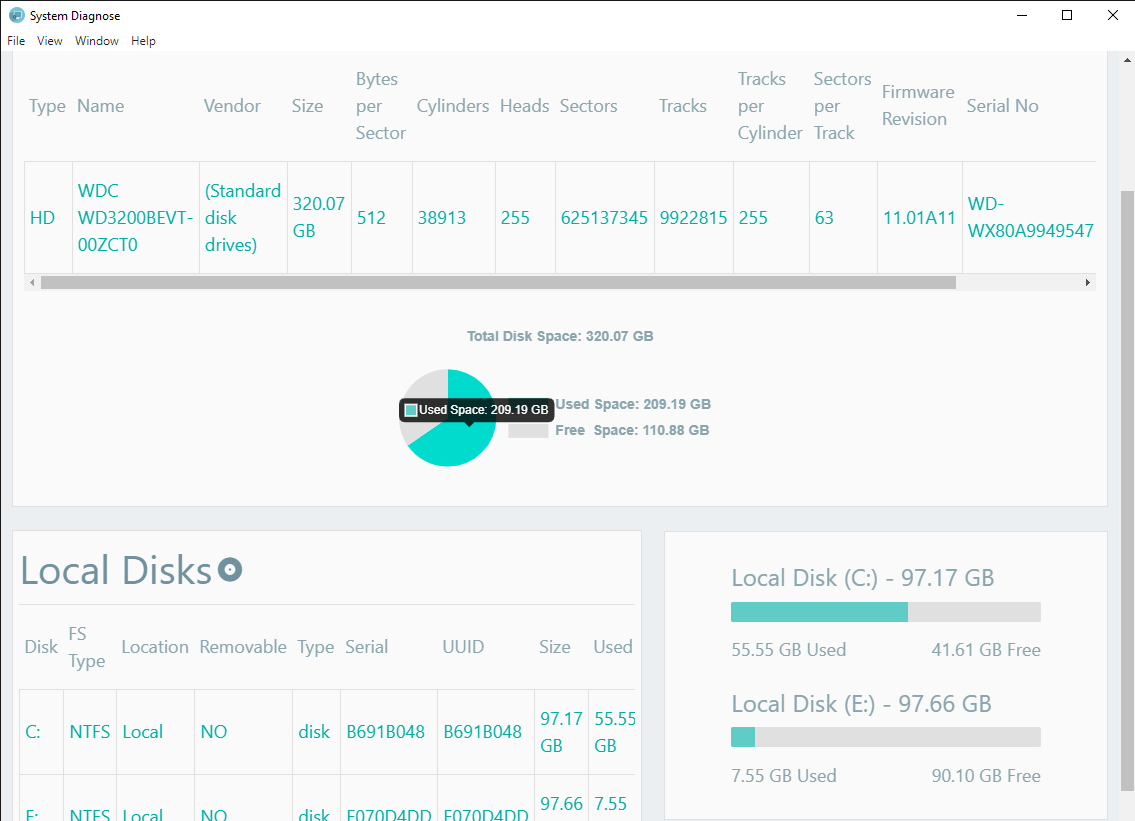 System Diagnose
File View Window Help
Type Name Vendor Size Bytes per Sector Cylinders Heads Sectors Tracks Tracks per Cylinder Sectors per Track Firmware Revision Serial No
HD WDC WD3200BEVT-00ZCT0 (Standard disk drives) 320.07 GB 512 38913 255 625137345 9922815 255 63 11.01A11 WD-WX80A9949547
Total Disk Space: 320.07 GB
Used Space: 209.19 GB
Used Space: 209.19 GB
Free Space: 110.88 GB
Local Disks
Disk FS Type Location Removable Type Serial UUID Size Used
C: NTFS Local NO disk B691B048 B691B048 97.17 GB 55.55 GB
E: NTFS Local NO disk F070D4DD F070D4DD 97.66 7.55
Local Disk (C:) - 97.17 GB
55.55 GB Used 41.61 GB Free
Local Disk (E:) - 97.66 GB
7.55 GB Used 90.10 GB Free